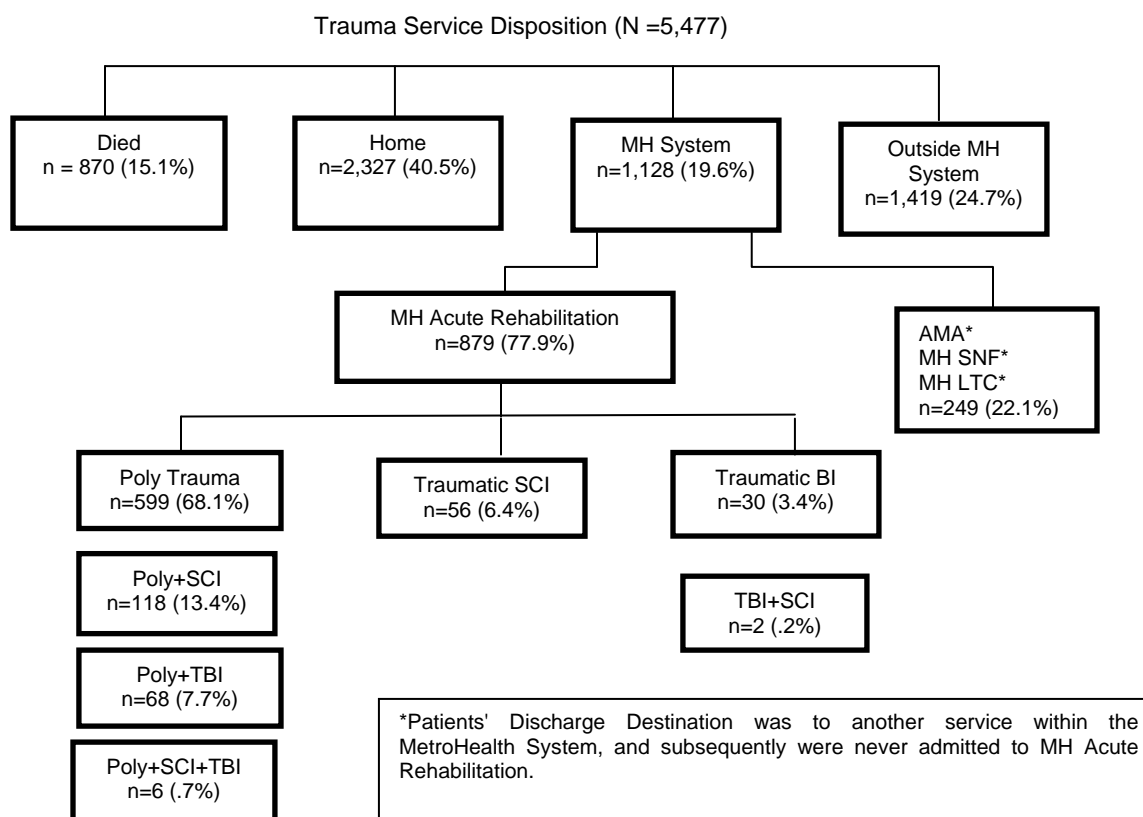 Trauma Service Disposition (N =5,477)
Died
n = 870 (15.1%)
Home
n=2,327 (40.5%)
MH System
n=1,128 (19.6%)
Outside MH
System
n=1,419 (24.7%)
MH Acute Rehabilitation
n=879 (77.9%)
AMA*
MH SNF*
MH LTC*
n=249 (22.1%)
Poly Trauma
n=599 (68.1%)
Traumatic SCI
n=56 (6.4%)
Traumatic BI
n=30 (3.4%)
Poly+SCI
n=118 (13.4%)
TBI+SCI
n=2 (.2%)
Poly+TBI
n=68 (7.7%)
Poly+SCI+TBI
n=6 (.7%)
*Patients' Discharge Destination was to another service within the
MetroHealth System, and subsequently were never admitted to MH Acute
Rehabilitation.